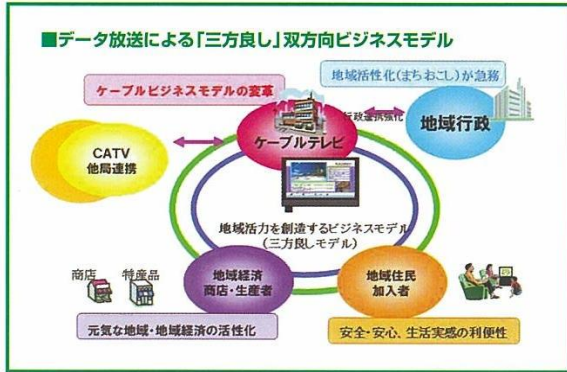 ■データ放送による「三方良し」双方向ビジネスモデル
ケーブルビジネスモデルの変革
地域活性化(まちおこし)が急務
行政連携強化
地域行政
ケーブルテレビ
CATV
他局連携
地域活力を創造するビジネスモデル
(三方良しモデル)
商店
特産品
地域経済
商店・生産者
地域住民
加入者
元気な地域・地域経済の活性化
安全・安心、生活実感の利便性